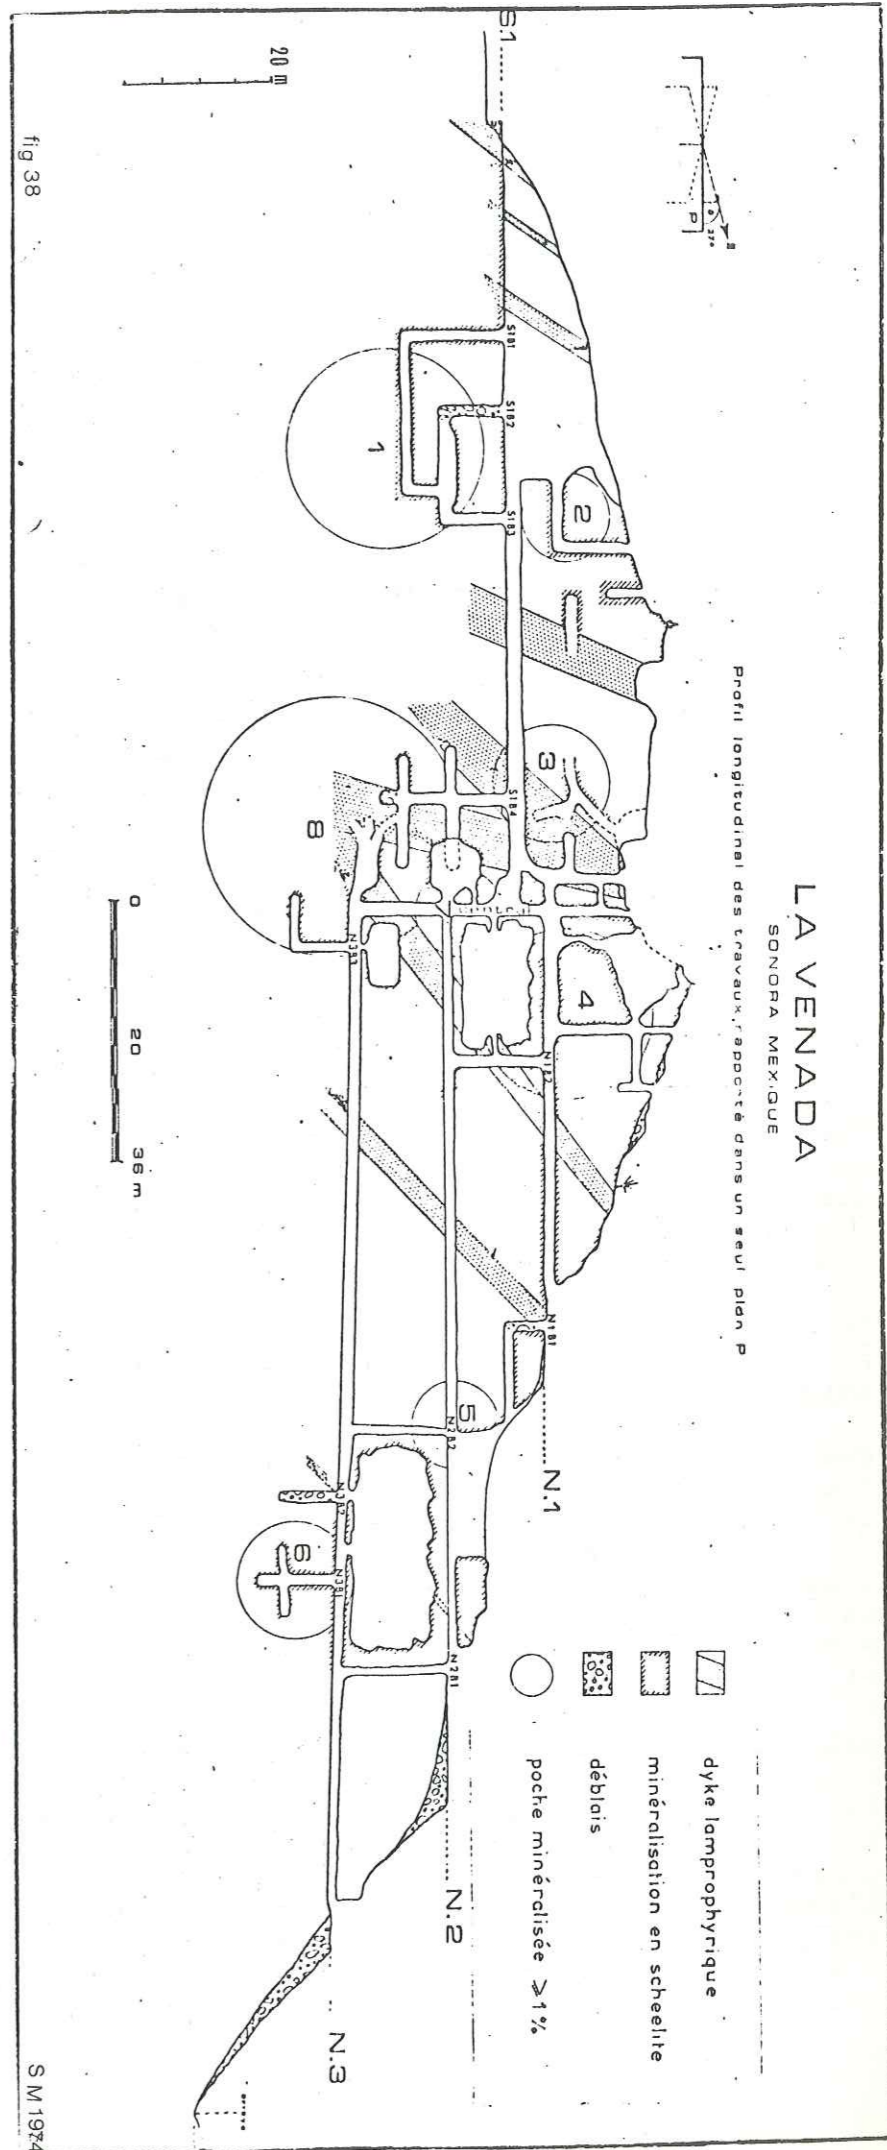 LA VENADA
SONORA MEXIQUE
Profil longitudinal des travaux, rapporté dans un seul plan P
dyke lamprophyrique
minéralisation en scheelite
déblais
poche minéralisée ⩾1%
20 m
P
27°
S.1
S1B1
S1B2
S1B3
S1B4
1
2
3
4
5
6
8
central
N3B3
N1B2
N1B1
N2B2
N3B2
N3B1
N2B1
N.1
N.2
N.3
0 20 36 m
fig 38
S M 1974